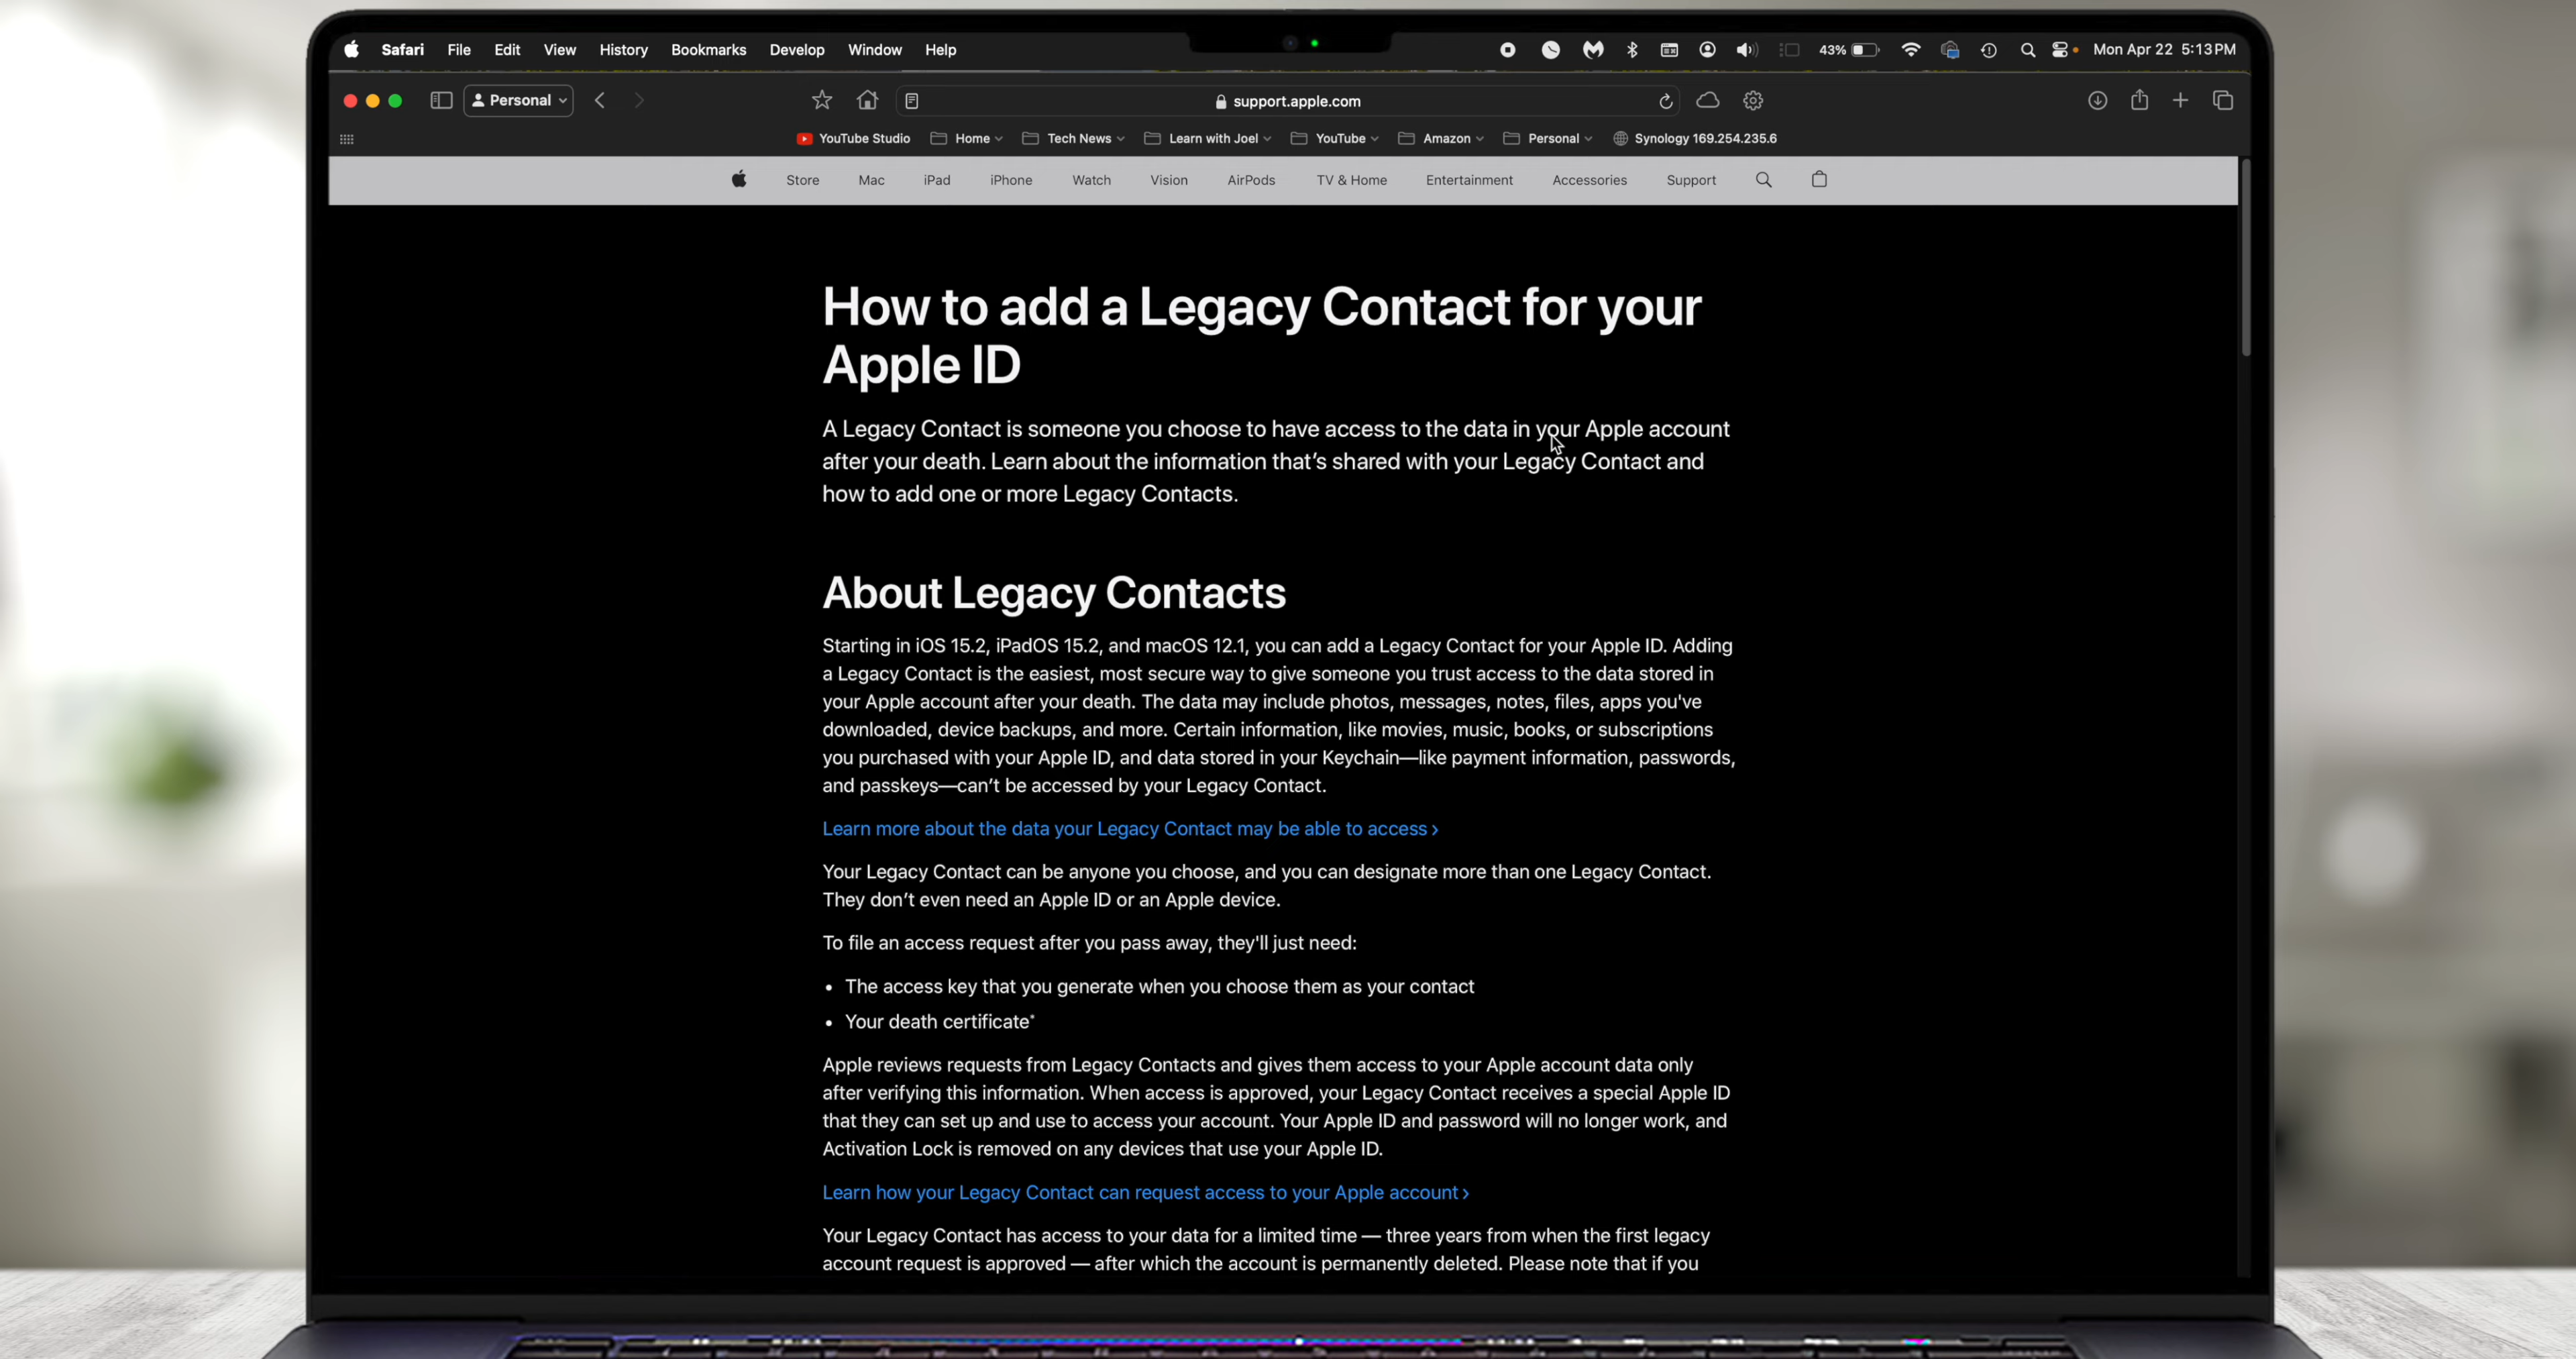 Safari File Edit View History Bookmarks Develop Window Help 43% Mon Apr 22 5:13 PM
Personal support.apple.com
YouTube Studio Home Tech News Learn with Joel YouTube Amazon Personal Synology 169.254.235.6
Store Mac iPad iPhone Watch Vision AirPods TV & Home Entertainment Accessories Support
How to add a Legacy Contact for your
Apple ID
A Legacy Contact is someone you choose to have access to the data in your Apple account
after your death. Learn about the information that's shared with your Legacy Contact and
how to add one or more Legacy Contacts.
About Legacy Contacts
Starting in iOS 15.2, iPadOS 15.2, and macOS 12.1, you can add a Legacy Contact for your Apple ID. Adding
a Legacy Contact is the easiest, most secure way to give someone you trust access to the data stored in
your Apple account after your death. The data may include photos, messages, notes, files, apps you've
downloaded, device backups, and more. Certain information, like movies, music, books, or subscriptions
you purchased with your Apple ID, and data stored in your Keychain—like payment information, passwords,
and passkeys—can't be accessed by your Legacy Contact.
Learn more about the data your Legacy Contact may be able to access ›
Your Legacy Contact can be anyone you choose, and you can designate more than one Legacy Contact.
They don't even need an Apple ID or an Apple device.
To file an access request after you pass away, they'll just need:
• The access key that you generate when you choose them as your contact
• Your death certificate*
Apple reviews requests from Legacy Contacts and gives them access to your Apple account data only
after verifying this information. When access is approved, your Legacy Contact receives a special Apple ID
that they can set up and use to access your account. Your Apple ID and password will no longer work, and
Activation Lock is removed on any devices that use your Apple ID.
Learn how your Legacy Contact can request access to your Apple account ›
Your Legacy Contact has access to your data for a limited time — three years from when the first legacy
account request is approved — after which the account is permanently deleted. Please note that if you